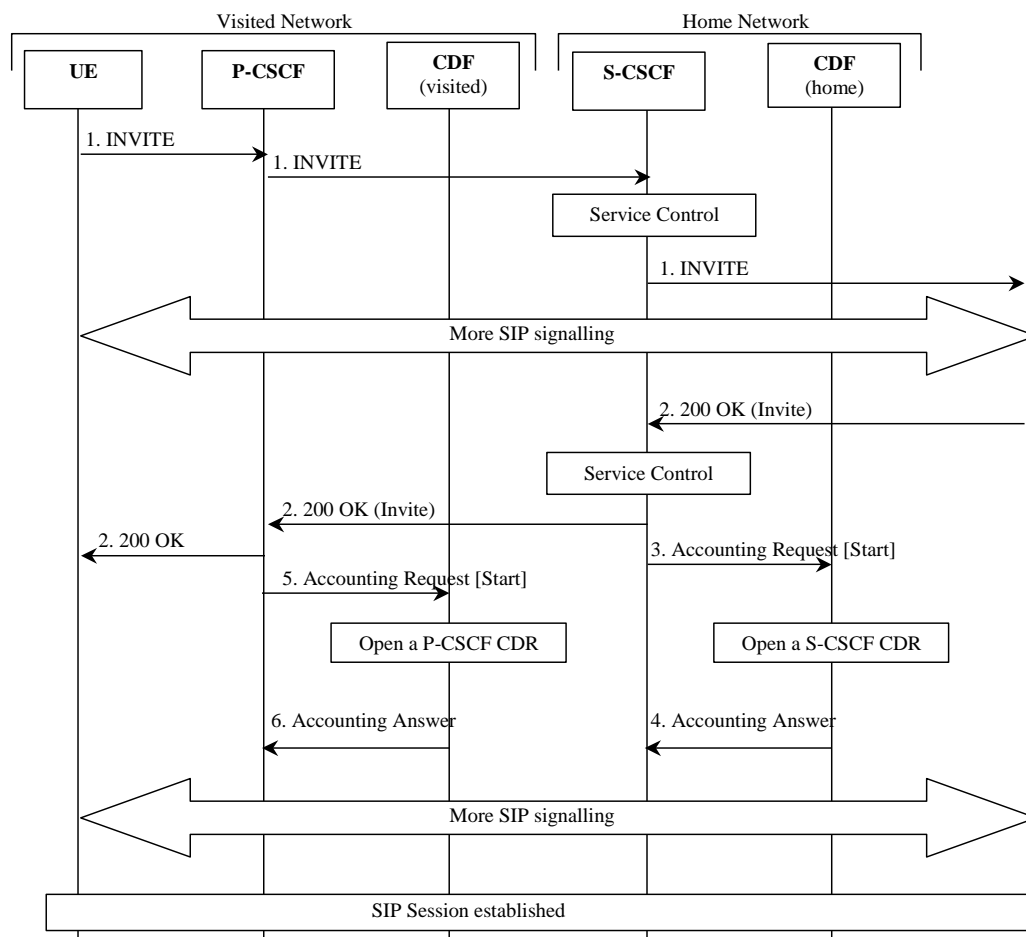 Visited Network
Home Network
UE
P-CSCF
CDF
(visited)
S-CSCF
CDF
(home)
1. INVITE
1. INVITE
Service Control
1. INVITE
More SIP signalling
2. 200 OK (Invite)
Service Control
2. 200 OK (Invite)
2. 200 OK
3. Accounting Request [Start]
5. Accounting Request [Start]
Open a P-CSCF CDR
Open a S-CSCF CDR
6. Accounting Answer
4. Accounting Answer
More SIP signalling
SIP Session established